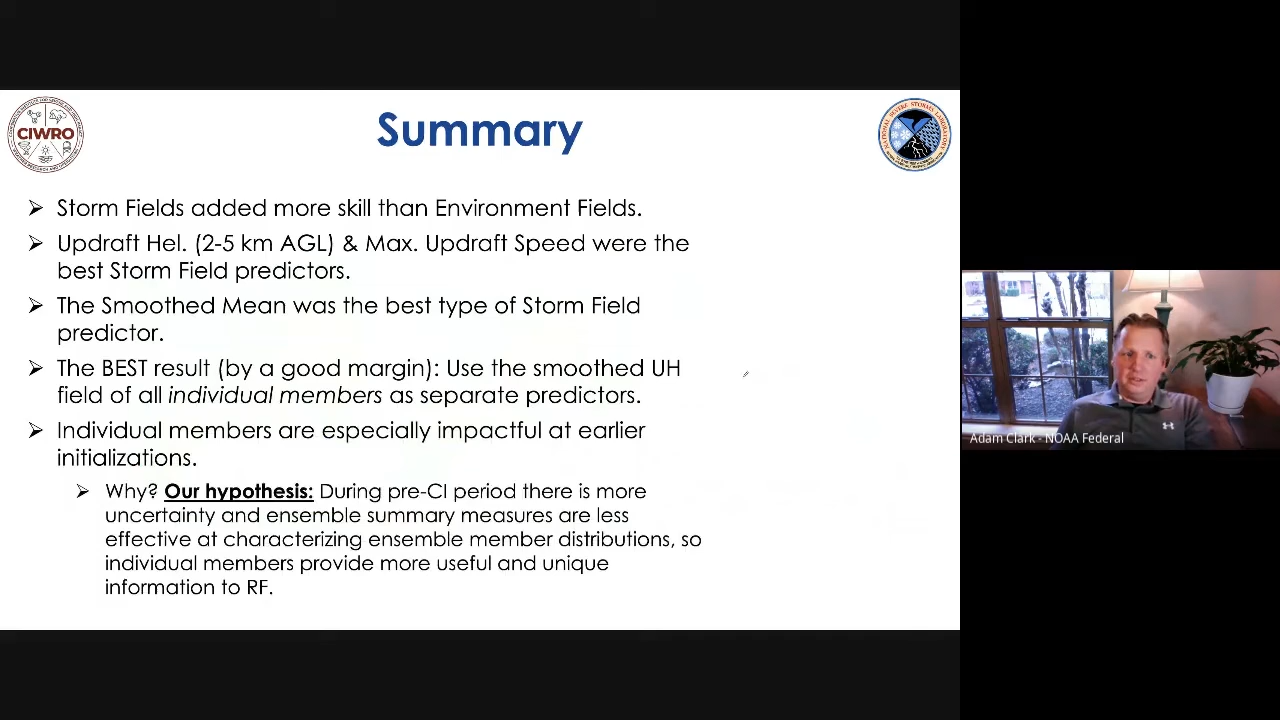 CIWRO
Summary
➢ Storm Fields added more skill than Environment Fields.
➢ Updraft Hel. (2-5 km AGL) & Max. Updraft Speed were the
best Storm Field predictors.
➢ The Smoothed Mean was the best type of Storm Field
predictor.
➢ The BEST result (by a good margin): Use the smoothed UH
field of all individual members as separate predictors.
➢ Individual members are especially impactful at earlier
initializations.
➢ Why? Our hypothesis: During pre-CI period there is more
uncertainty and ensemble summary measures are less
effective at characterizing ensemble member distributions, so
individual members provide more useful and unique
information to RF.
NATIONAL SEVERE STORMS LABORATORY
Adam Clark - NOAA Federal